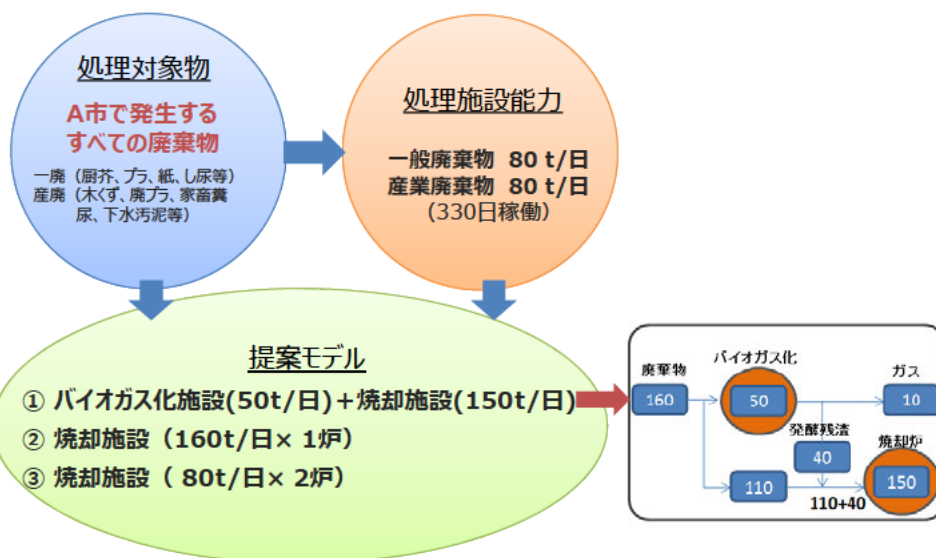 処理対象物
A市で発生する
すべての廃棄物
一廃（厨芥、プラ、紙、し尿等）
産廃（木くず、廃プラ、家畜糞
尿、下水汚泥等）
処理施設能力
一般廃棄物 80 t/日
産業廃棄物 80 t/日
（330日稼働）
提案モデル
① バイオガス化施設(50t/日)＋焼却施設(150t/日)
② 焼却施設（160t/日× 1炉）
③ 焼却施設（ 80t/日× 2炉）
廃棄物
160
バイオガス化
50
ガス
10
発酵残渣
40
焼却炉
150
110
110+40